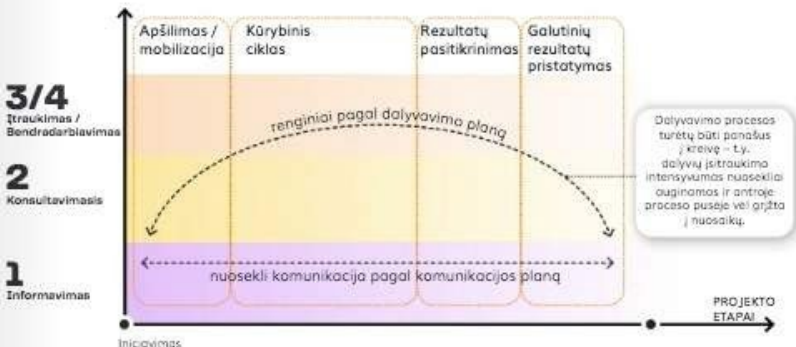 Apšilimas /
mobilizacija
Kūrybinis
ciklas
Rezultatų
pasitikrinimas
Galutinių
rezultatų
pristatymas
3/4
Įtraukimas /
Bendradarbiavimas
2
Konsultavimasis
1
Informavimas
renginiai pagal dalyvavimo planą
nuosekli komunikacija pagal komunikacijos planą
Dalyvavimo procesas
turėtų būti panašus
į kreivę – t.y.
dalyvių įsitraukimo
intensyvumas nuosekliai
auginamas ir antroje
proceso pusėje vėl grįžta
į nuosaikų.
PROJEKTO
ETAPAI
Inicijavimas